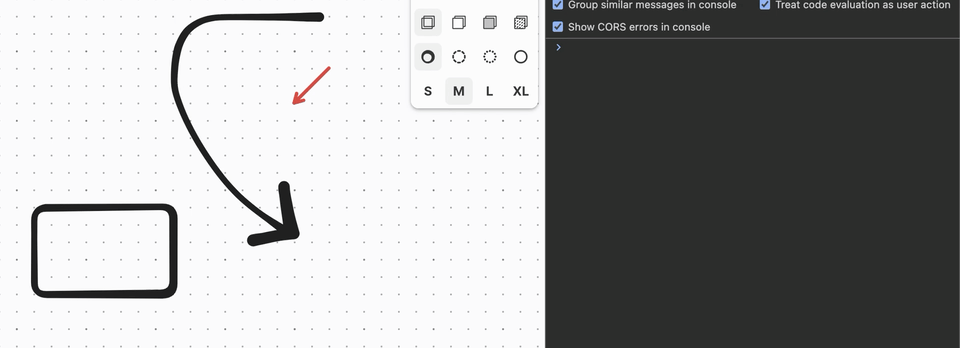 Group similar messages in console
Treat code evaluation as user action
Show CORS errors in console
S M L XL